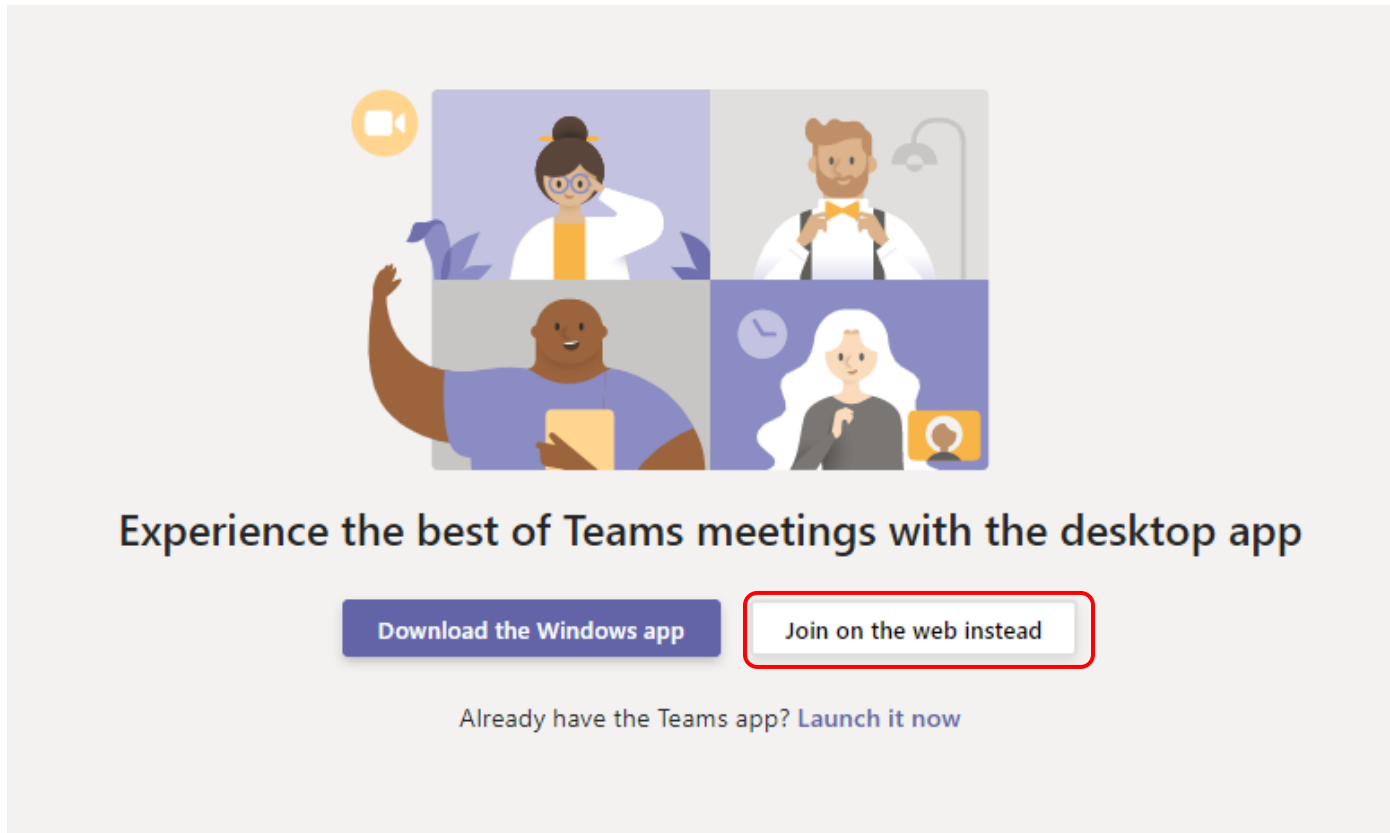 Experience the best of Teams meetings with the desktop app
Download the Windows app
Join on the web instead
Already have the Teams app? Launch it now